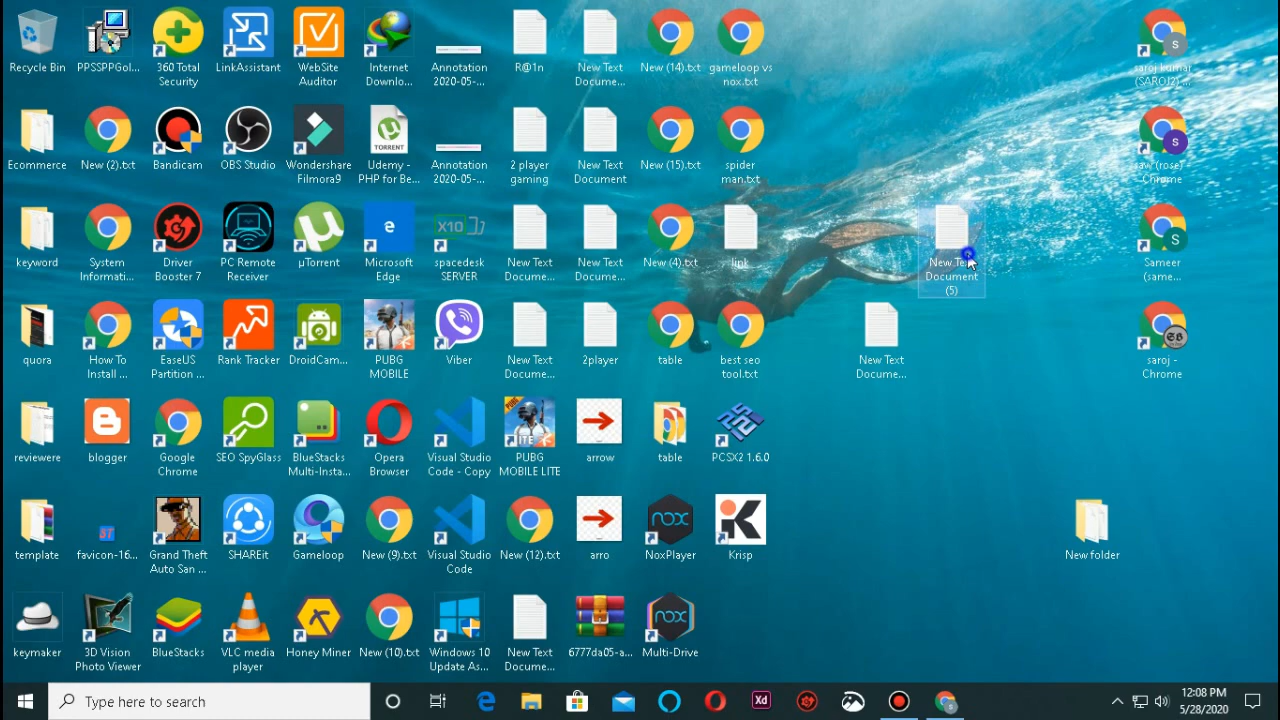 Recycle Bin
PPSSPPGol...
360 Total
Security
LinkAssistant
WebSite
Auditor
Internet
Downlo...
Annotation
2020-05-...
R@1n
New Text
Docume...
New (14).txt
gameloop vs
nox.txt
saroj kumar
(SAROJ2) -...
Ecommerce
New (2).txt
Bandicam
OBS Studio
Wondershare
Filmora9
TORRENT
Udemy -
PHP for Be...
Annotation
2020-05-...
2 player
gaming
New Text
Document
New (15).txt
spider
man.txt
saw (rose) -
Chrome
keyword
System
Informati...
Driver
Booster 7
PC Remote
Receiver
µTorrent
Microsoft
Edge
X10
spacedesk
SERVER
New Text
Docume...
New Text
Docume...
New (4).txt
link
New Text
Document
(5)
Sameer
(same...
quora
How To
Install ...
EaseUS
Partition ...
Rank Tracker
DroidCam...
PUBG
MOBILE
Viber
New Text
Docume...
2player
table
best seo
tool.txt
New Text
Docume...
saroj -
Chrome
reviewere
blogger
Google
Chrome
SEO SpyGlass
BlueStacks
Multi-Insta...
Opera
Browser
Visual Studio
Code - Copy
LITE
PUBG
MOBILE LITE
arrow
table
PCSX2 1.6.0
template
ST
favicon-16...
Grand Theft
Auto San ...
SHAREit
Gameloop
New (9).txt
Visual Studio
Code
New (12).txt
arro
nox
NoxPlayer
Krisp
New folder
keymaker
3D Vision
Photo Viewer
BlueStacks
VLC media
player
Honey Miner
New (10).txt
Windows 10
Update As...
New Text
Docume...
6777da05-a...
nox
Multi-Drive
Type here to search
Xd
12:08 PM
5/28/2020